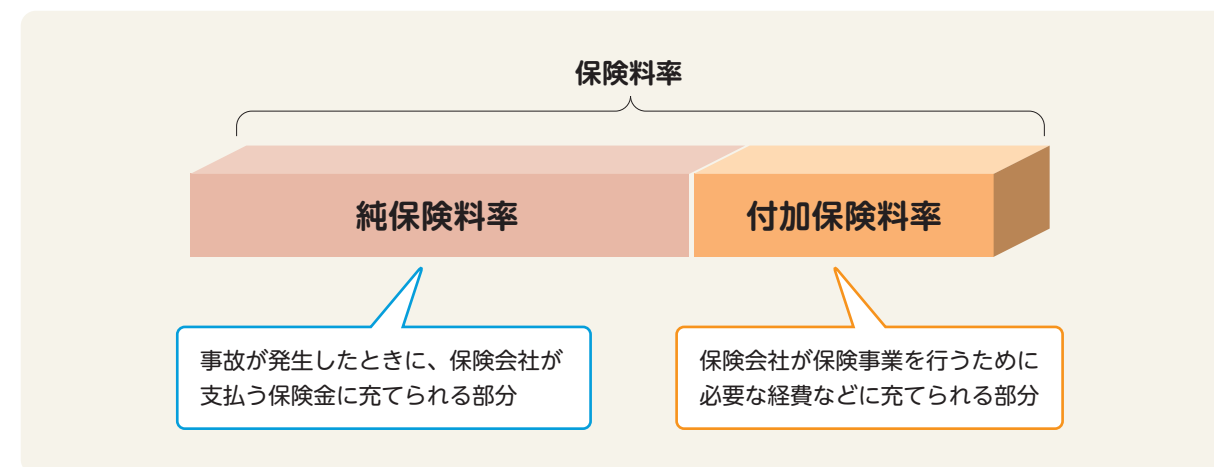 保険料率
純保険料率
付加保険料率
事故が発生したときに、保険会社が
支払う保険金に充てられる部分
保険会社が保険事業を行うために
必要な経費などに充てられる部分